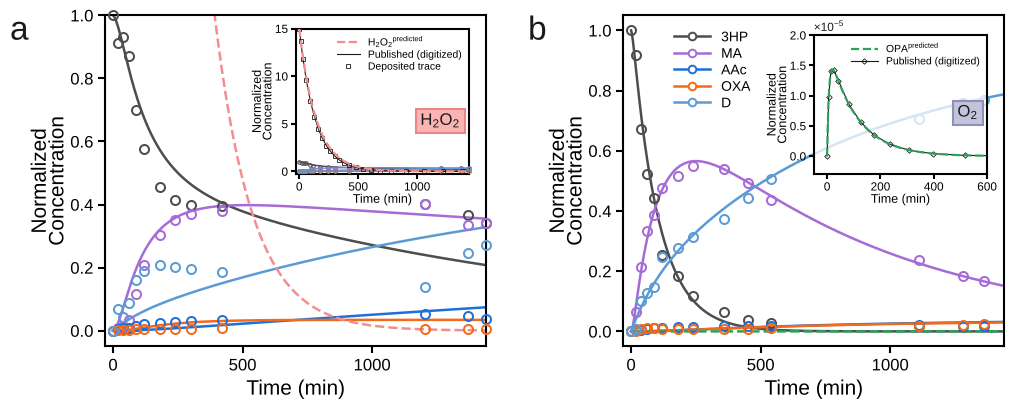 a
Normalized
Concentration
1.0
0.8
0.6
0.4
0.2
0.0
0
500
1000
Time (min)
Normalized
Concentration
15
10
5
0
0
500
1000
Time (min)
H₂O₂ᵖʳᵉᵈⁱᶜᵗᵉᵈ
Published (digitized)
Deposited trace
H₂O₂
b
Normalized
Concentration
1.0
0.8
0.6
0.4
0.2
0.0
0
500
1000
Time (min)
3HP
MA
AAc
OXA
D
×10⁻⁵
Normalized
Concentration
2.0
1.5
1.0
0.5
0.0
0
200
400
600
Time (min)
OPAᵖʳᵉᵈⁱᶜᵗᵉᵈ
Published (digitized)
O₂